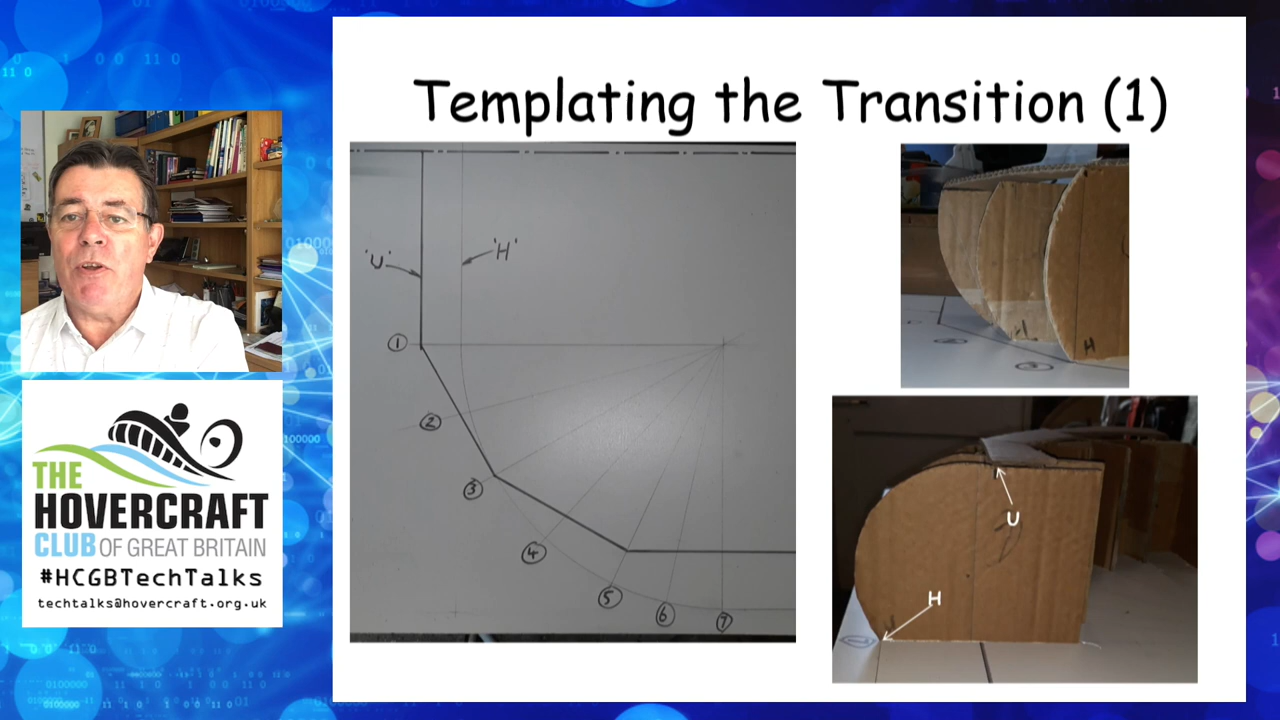 Templating the Transition (1)
'U'
'H'
1
2
3
4
5
6
7
H
U
H
THE
HOVERCRAFT
CLUB OF GREAT BRITAIN
#HCGBTechTalks
techtalks@hovercraft.org.uk